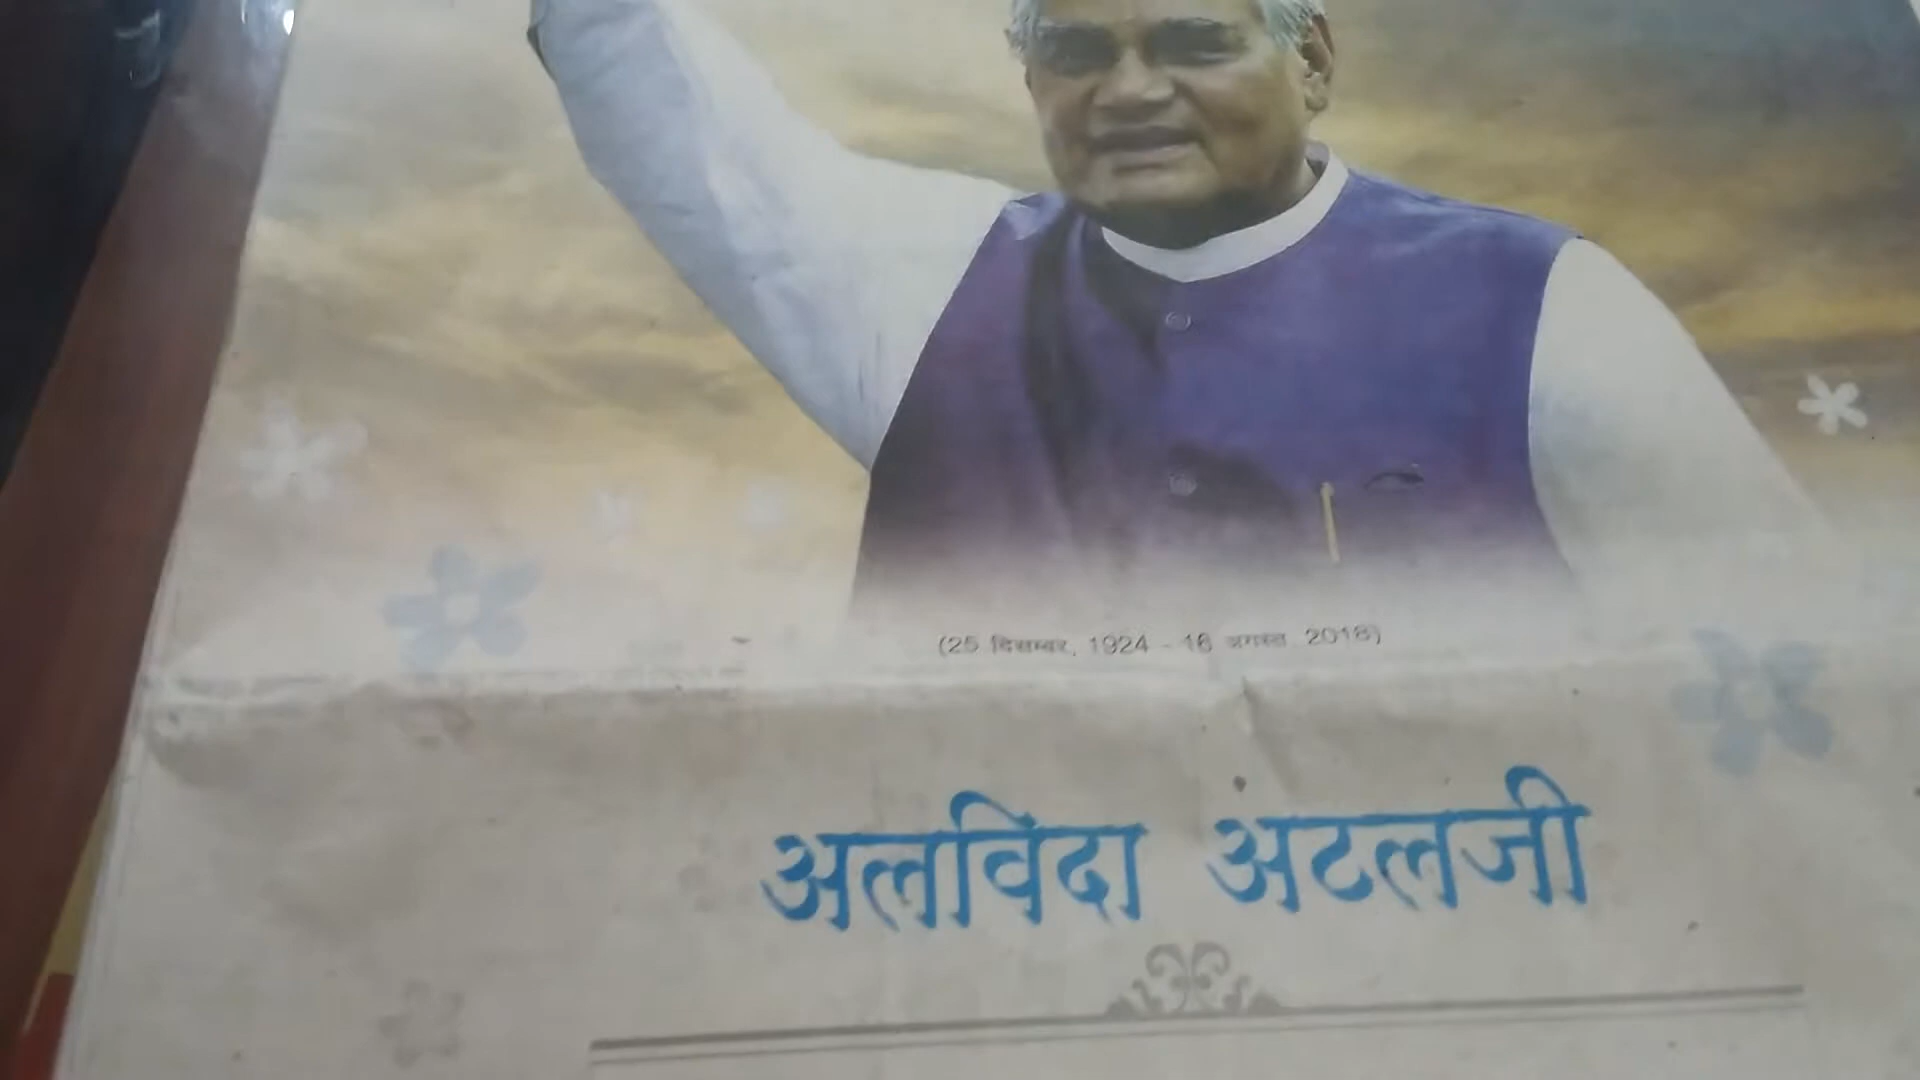 (25 दिसम्बर, 1924 - 16 अगस्त, 2018)
अलविदा अटलजी